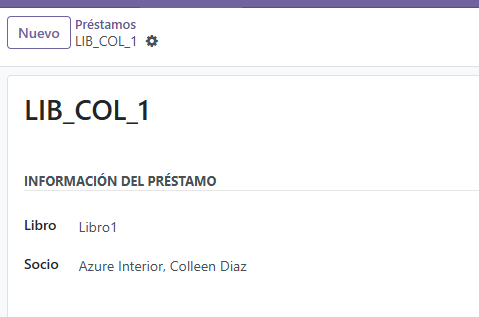 Nuevo
Préstamos
LIB_COL_1
LIB_COL_1
INFORMACIÓN DEL PRÉSTAMO
Libro Libro1
Socio Azure Interior, Colleen Diaz